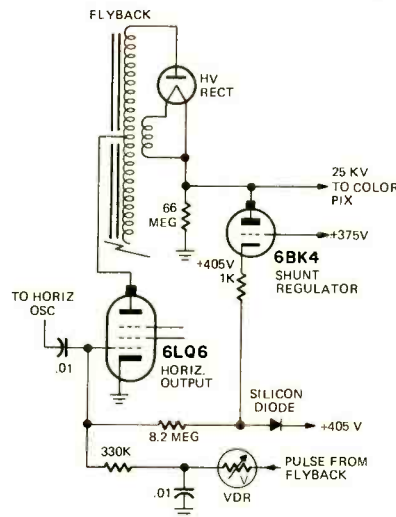 FLYBACK
HV
RECT
25 KV
TO COLOR
PIX
66
MEG
+375V
6BK4
SHUNT
REGULATOR
+405V
1K
TO HORIZ
OSC
.01
6LQ6
HORIZ.
OUTPUT
SILICON
DIODE
+405 V
8.2 MEG
330K
.01
V
VDR
PULSE FROM
FLYBACK